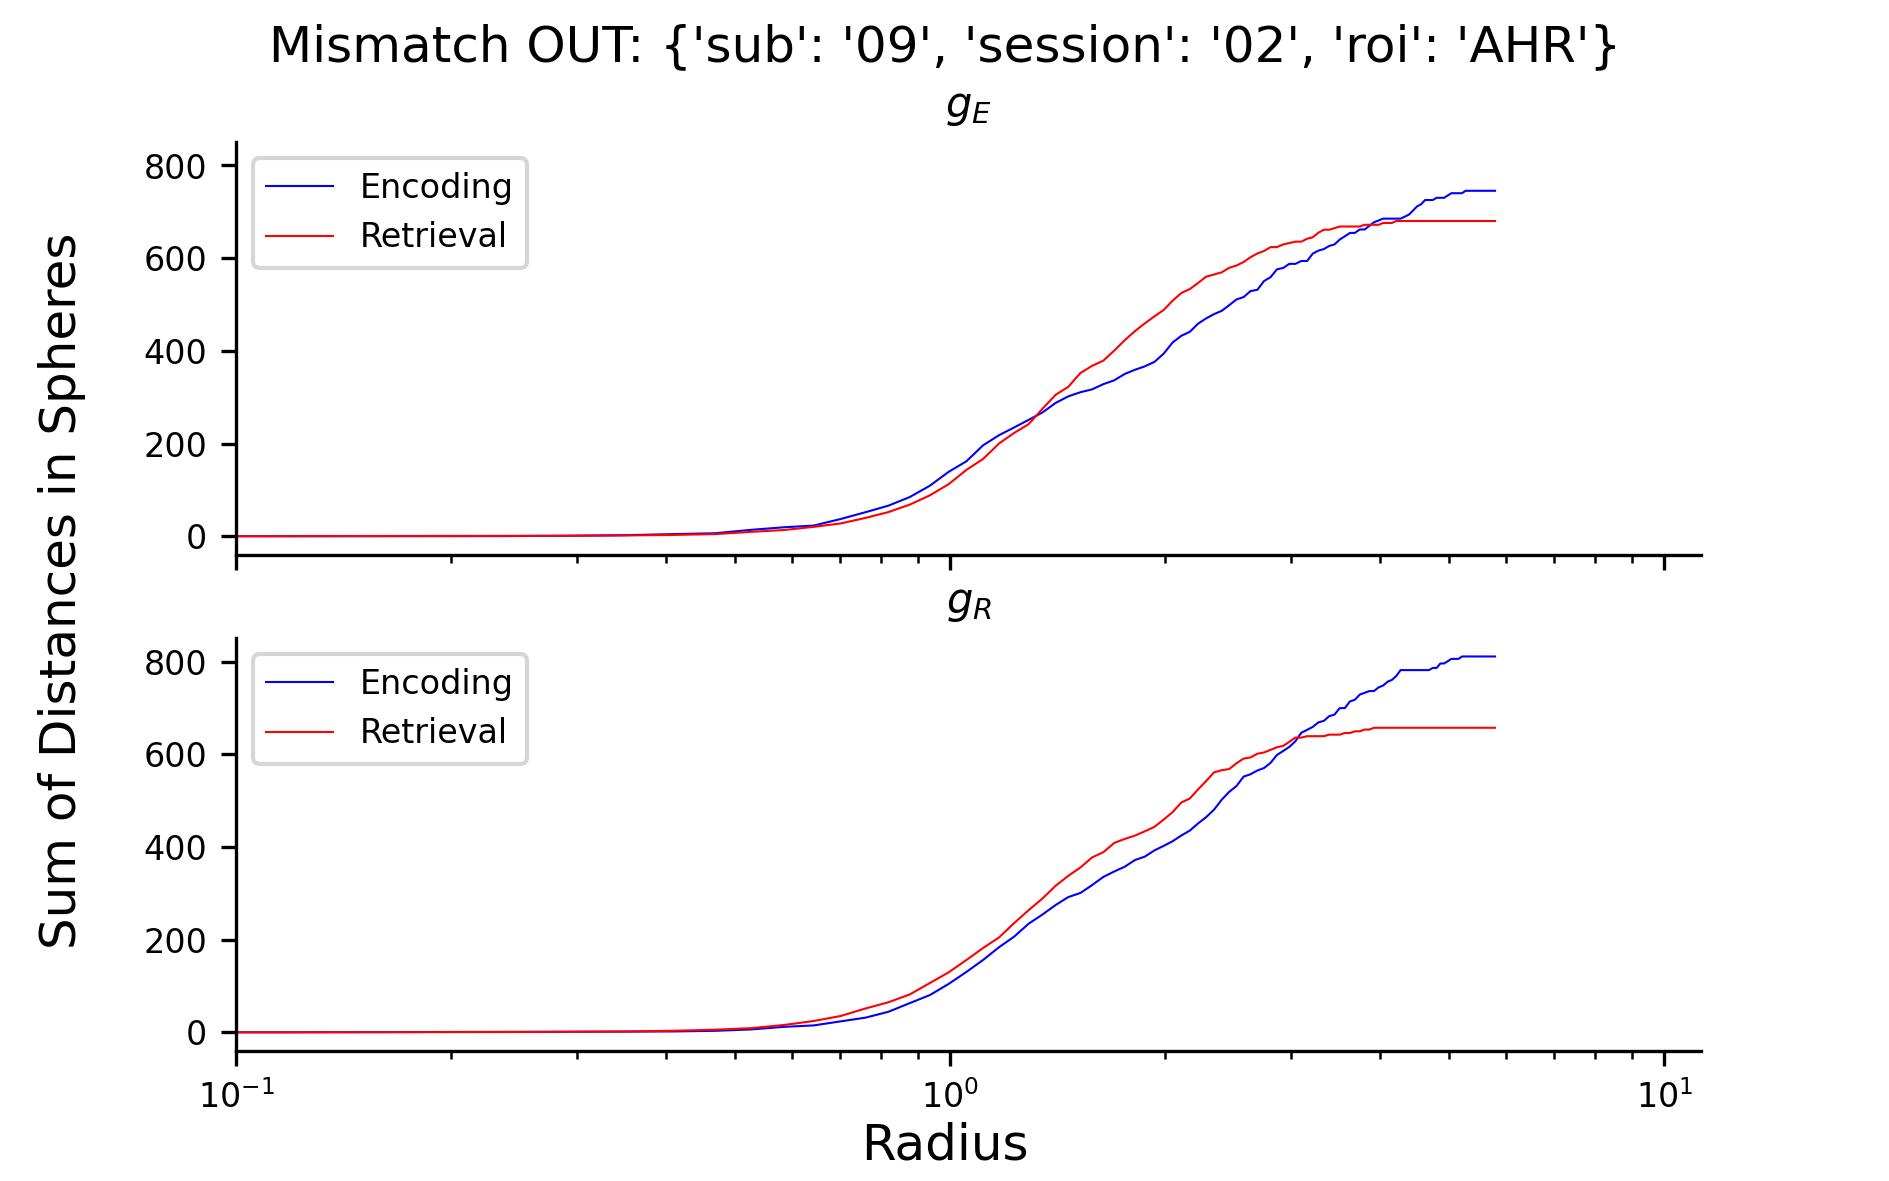 Mismatch OUT: {'sub': '09', 'session': '02', 'roi': 'AHR'}
g_E
800
600
400
200
0
Encoding
Retrieval
Sum of Distances in Spheres
g_R
800
600
400
200
0
Encoding
Retrieval
10^-1
10^0
10^1
Radius